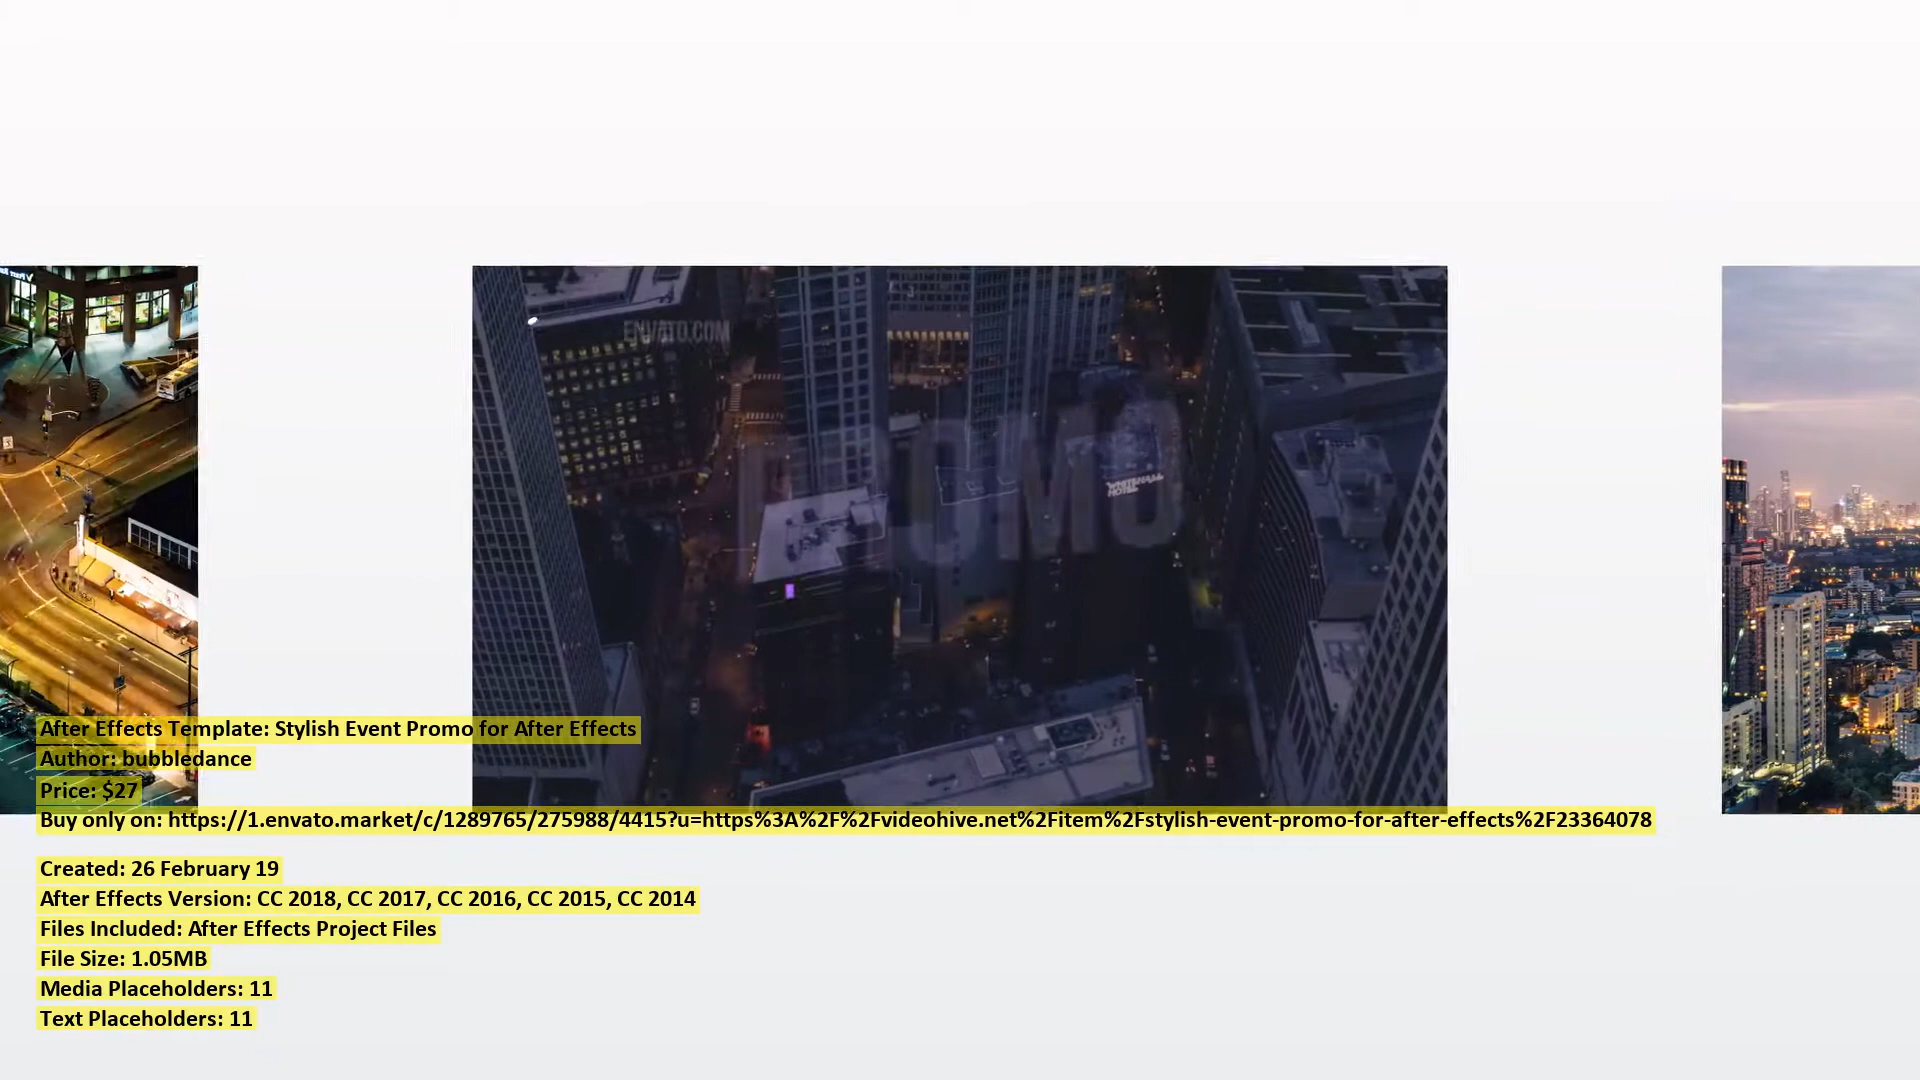 ENVATO.COM
OMO
WHITEHALL
HOTEL
After Effects Template: Stylish Event Promo for After Effects
Author: bubbledance
Price: $27
Buy only on: https://1.envato.market/c/1289765/275988/4415?u=https%3A%2F%2Fvideohive.net%2Fitem%2Fstylish-event-promo-for-after-effects%2F23364078
Created: 26 February 19
After Effects Version: CC 2018, CC 2017, CC 2016, CC 2015, CC 2014
Files Included: After Effects Project Files
File Size: 1.05MB
Media Placeholders: 11
Text Placeholders: 11